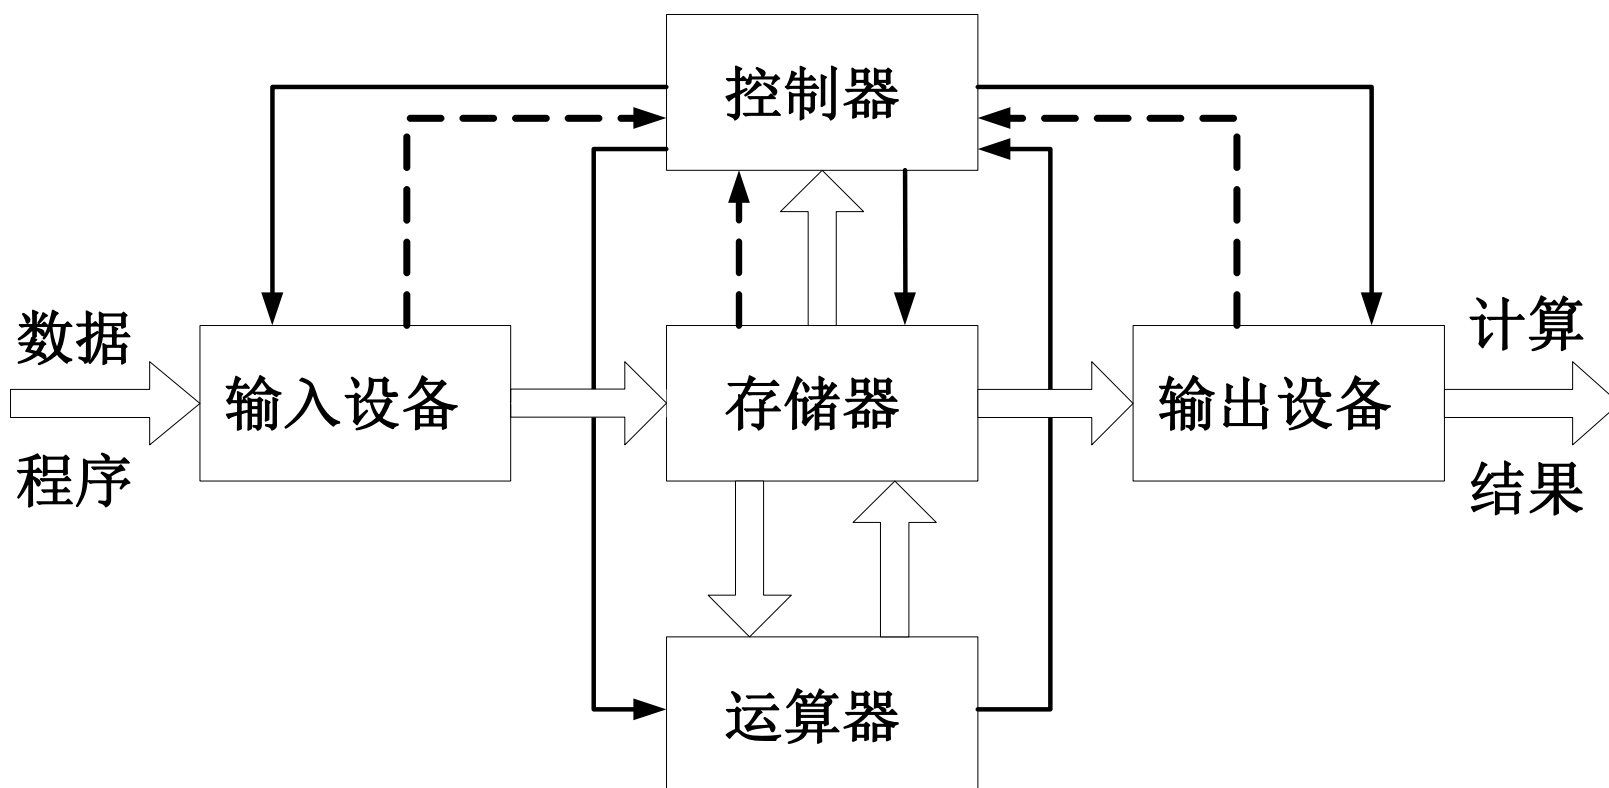 控制器
数据
程序
输入设备
存储器
输出设备
计算
结果
运算器